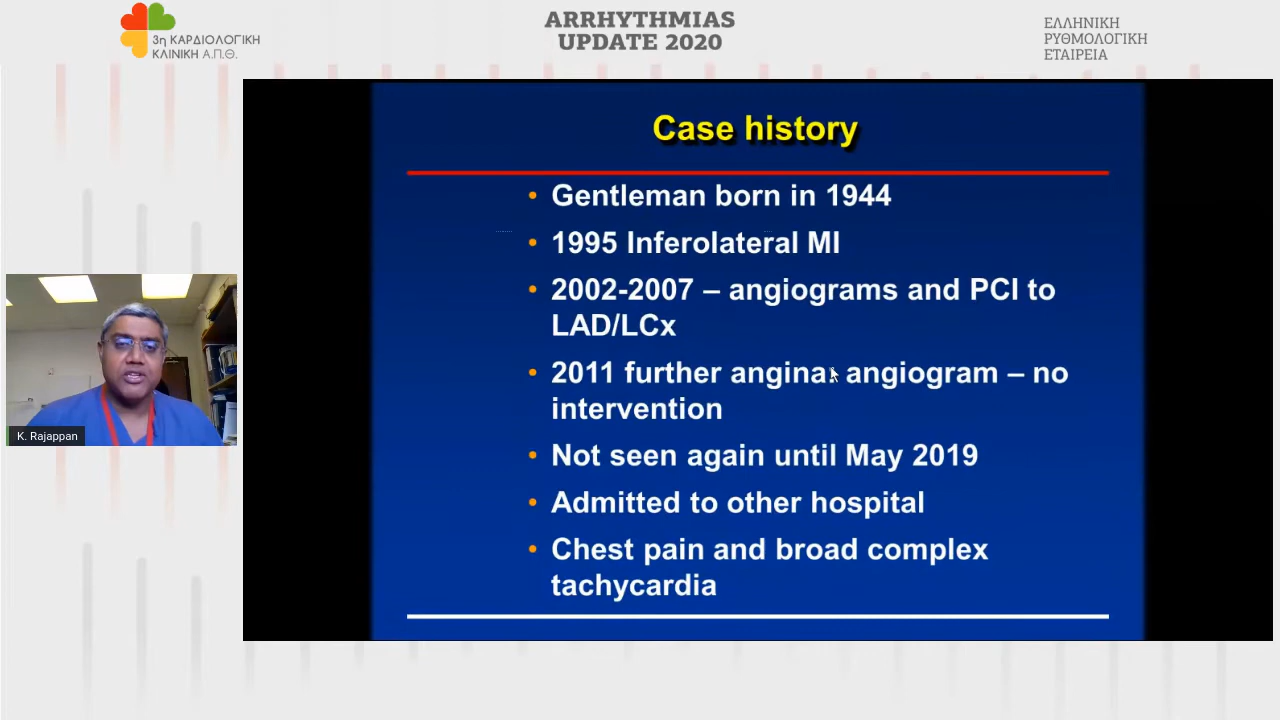 3η ΚΑΡΔΙΟΛΟΓΙΚΗ
ΚΛΙΝΙΚΗ Α.Π.Θ.
ARRHYTHMIAS
UPDATE 2020
ΕΛΛΗΝΙΚΗ
ΡΥΘΜΟΛΟΓΙΚΗ
ΕΤΑΙΡΕΙΑ
Case history
• Gentleman born in 1944
• 1995 Inferolateral MI
• 2002-2007 – angiograms and PCI to
LAD/LCx
• 2011 further angina: angiogram – no
intervention
• Not seen again until May 2019
• Admitted to other hospital
• Chest pain and broad complex
tachycardia
K. Rajappan